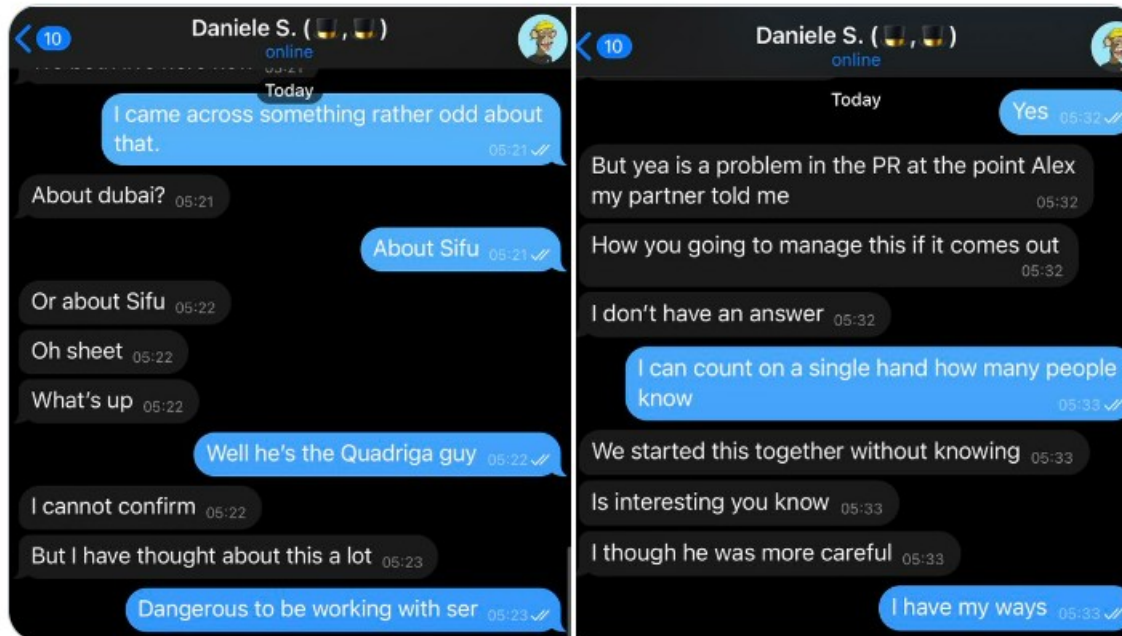 10
Daniele S. (🎩,🎩)
online
05:21
Today
I came across something rather odd about
that. 05:21
About dubai? 05:21
About Sifu 05:21
Or about Sifu 05:22
Oh sheet 05:22
What's up 05:22
Well he's the Quadriga guy 05:22
I cannot confirm 05:22
But I have thought about this a lot 05:23
Dangerous to be working with ser 05:23
10
Daniele S. (🎩,🎩)
online
Today
Yes 05:32
But yea is a problem in the PR at the point Alex
my partner told me 05:32
How you going to manage this if it comes out
05:32
I don't have an answer 05:32
I can count on a single hand how many people
know 05:33
We started this together without knowing 05:33
Is interesting you know 05:33
I though he was more careful 05:33
I have my ways 05:33